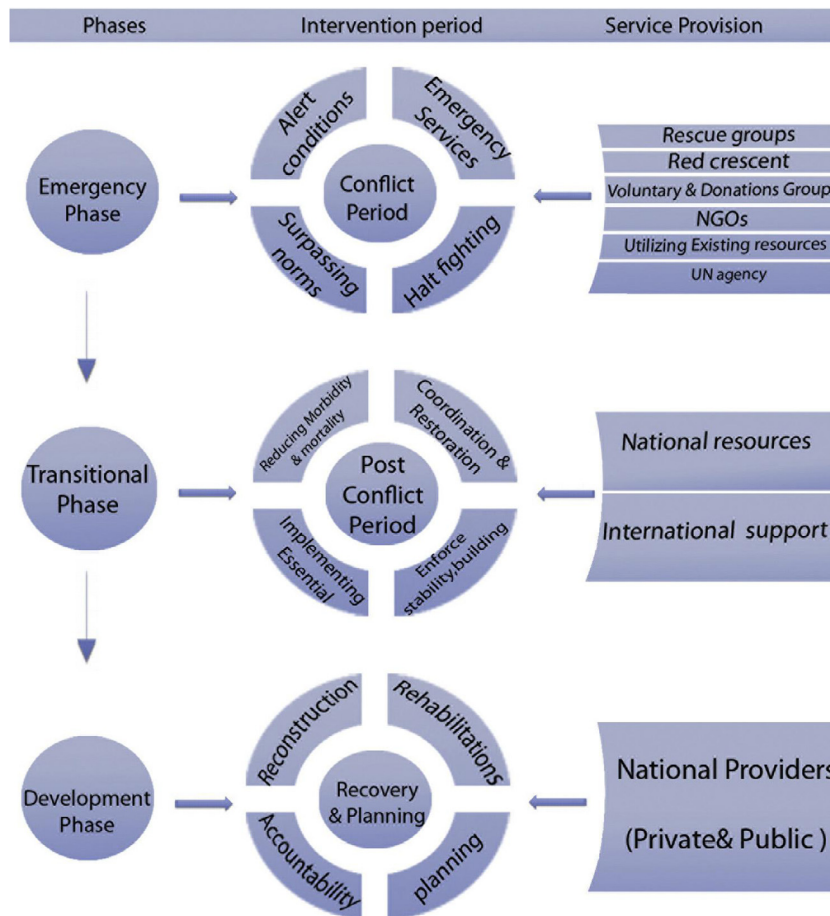 Phases
Intervention period
Service Provision
Emergency
Phase
Alert
conditions
Emergency
Services
Surpassing
norms
Halt fighting
Conflict
Period
Rescue groups
Red crescent
Voluntary & Donations Group
NGOs
Utilizing Existing resources
UN agency
Transitional
Phase
Reducing Morbidity
& mortality
Coordination &
Restoration
Implementing
Essential
Enforce
stability,building
Post
Conflict
Period
National resources
International support
Development
Phase
Reconstruction
Rehabilitations
Accountability
planning
Recovery
& Planning
National Providers
(Private& Public )